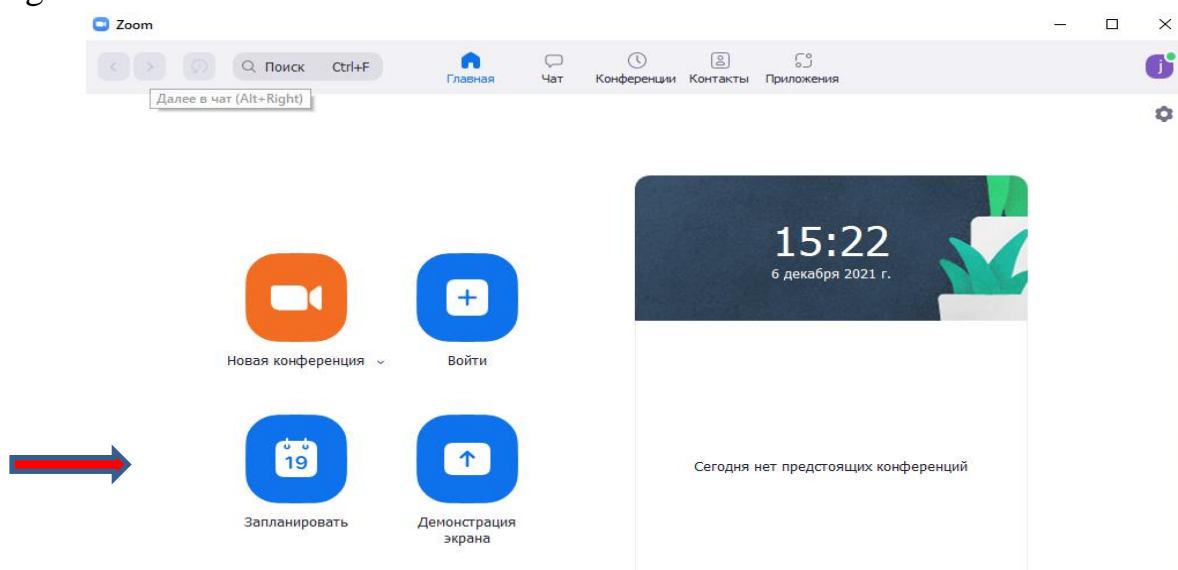 Zoom
Поиск Ctrl+F
Главная
Чат
Конференции
Контакты
Приложения
j
Далее в чат (Alt+Right)
15:22
6 декабря 2021 г.
Новая конференция
Войти
19
Запланировать
Демонстрация
экрана
Сегодня нет предстоящих конференций